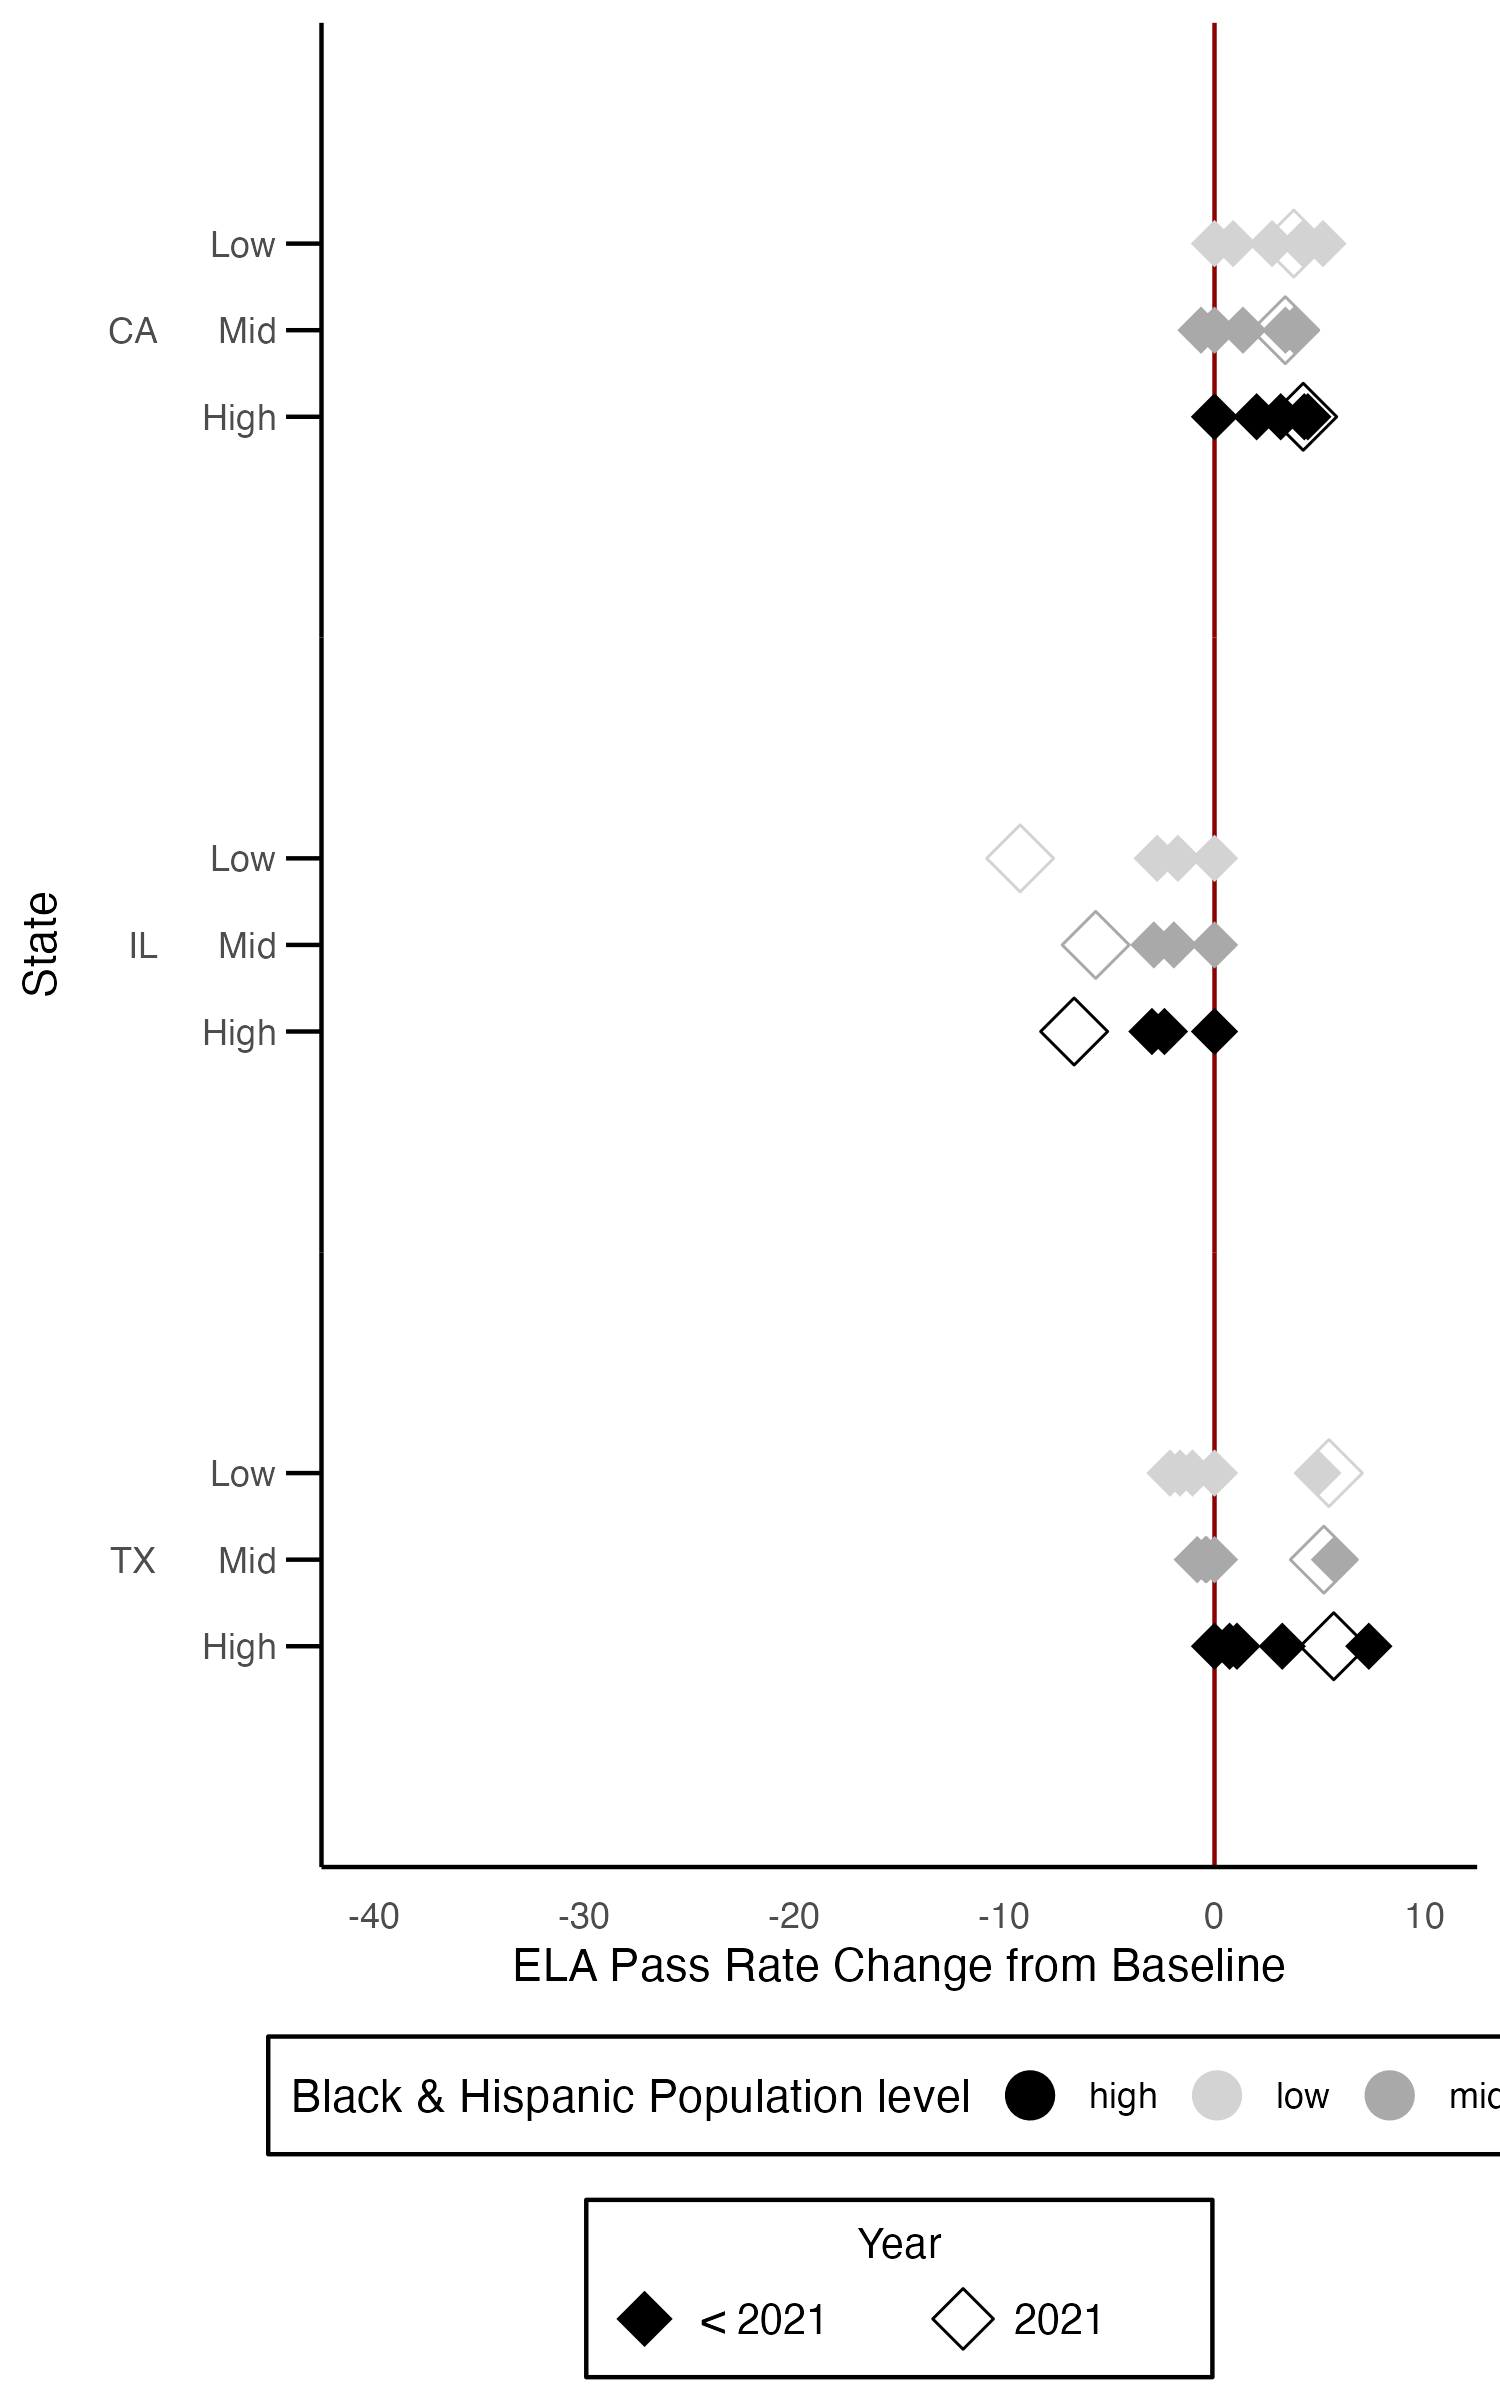 Low
CA Mid
High
Low
State
IL Mid
High
Low
TX Mid
High
-40 -30 -20 -10 0 10
ELA Pass Rate Change from Baseline
Black & Hispanic Population level high low mid
Year
< 2021 2021